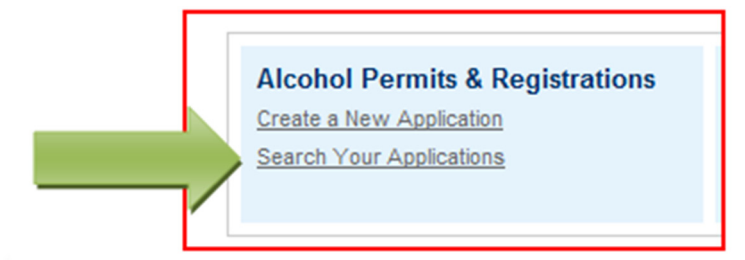 Alcohol Permits & Registrations
Create a New Application
Search Your Applications